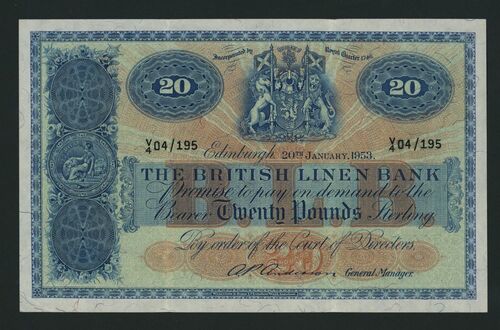 Incorporated by Royal Charter 1746
20 20
V/4 04/195 V/4 04/195
Edinburgh, 20TH JANUARY, 1953.
THE BRITISH LINEN BANK
Promise to pay on demand to the
Bearer Twenty Pounds Sterling.
By order of the Court of Directors.
General Manager.